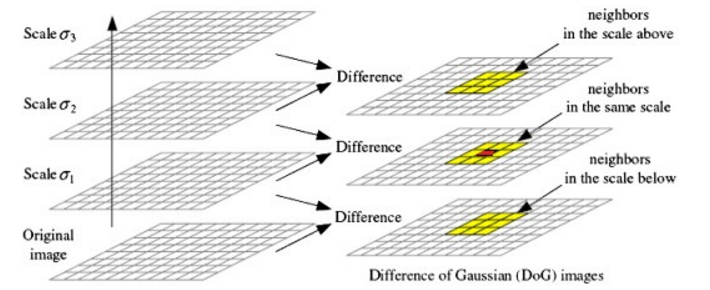 Scale σ3
Scale σ2
Scale σ1
Original
image
Difference
Difference
Difference
neighbors
in the scale above
neighbors
in the same scale
neighbors
in the scale below
Difference of Gaussian (DoG) images